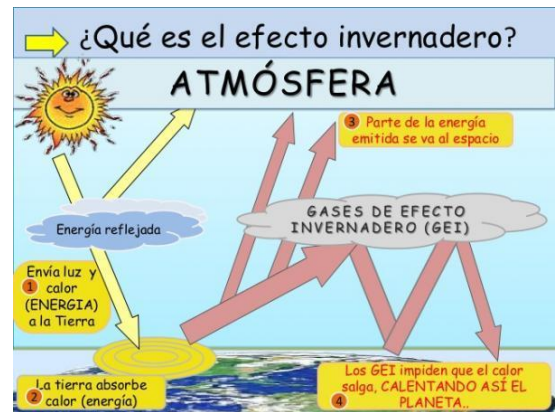 ¿Qué es el efecto invernadero?
ATMÓSFERA
3 Parte de la energía
emitida se va al espacio
Energía reflejada
GASES DE EFECTO
INVERNADERO (GEI)
Envía luz y
1 calor
(ENERGIA)
a la Tierra
La tierra absorbe
2 calor (energía)
Los GEI impiden que el calor
salga, CALENTANDO ASÍ EL
4 PLANETA..